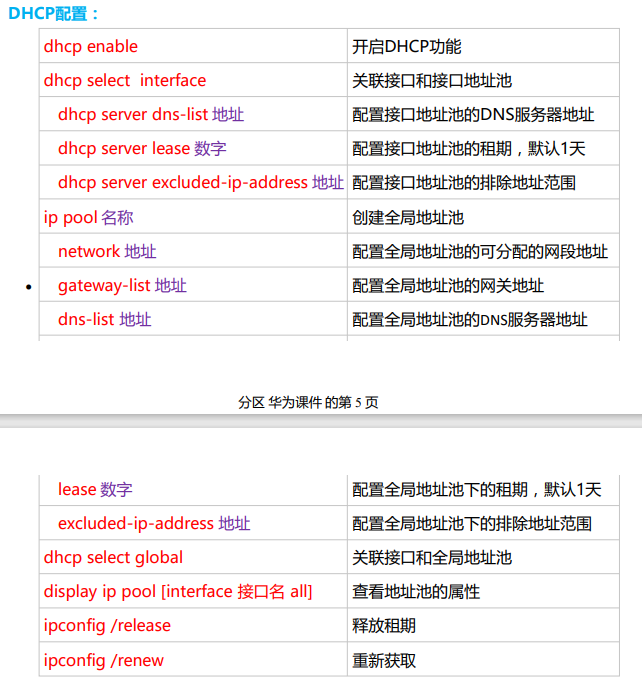 DHCP配置：
dhcp enable 开启DHCP功能
dhcp select  interface 关联接口和接口地址池
dhcp server dns-list 地址 配置接口地址池的DNS服务器地址
dhcp server lease 数字 配置接口地址池的租期，默认1天
dhcp server excluded-ip-address 地址 配置接口地址池的排除地址范围
ip pool 名称 创建全局地址池
network 地址 配置全局地址池的可分配的网段地址
gateway-list 地址 配置全局地址池的网关地址
dns-list 地址 配置全局地址池的DNS服务器地址
分区 华为课件 的第 5 页
lease 数字 配置全局地址池下的租期，默认1天
excluded-ip-address 地址 配置全局地址池下的排除地址范围
dhcp select global 关联接口和全局地址池
display ip pool [interface 接口名 all] 查看地址池的属性
ipconfig /release 释放租期
ipconfig /renew 重新获取